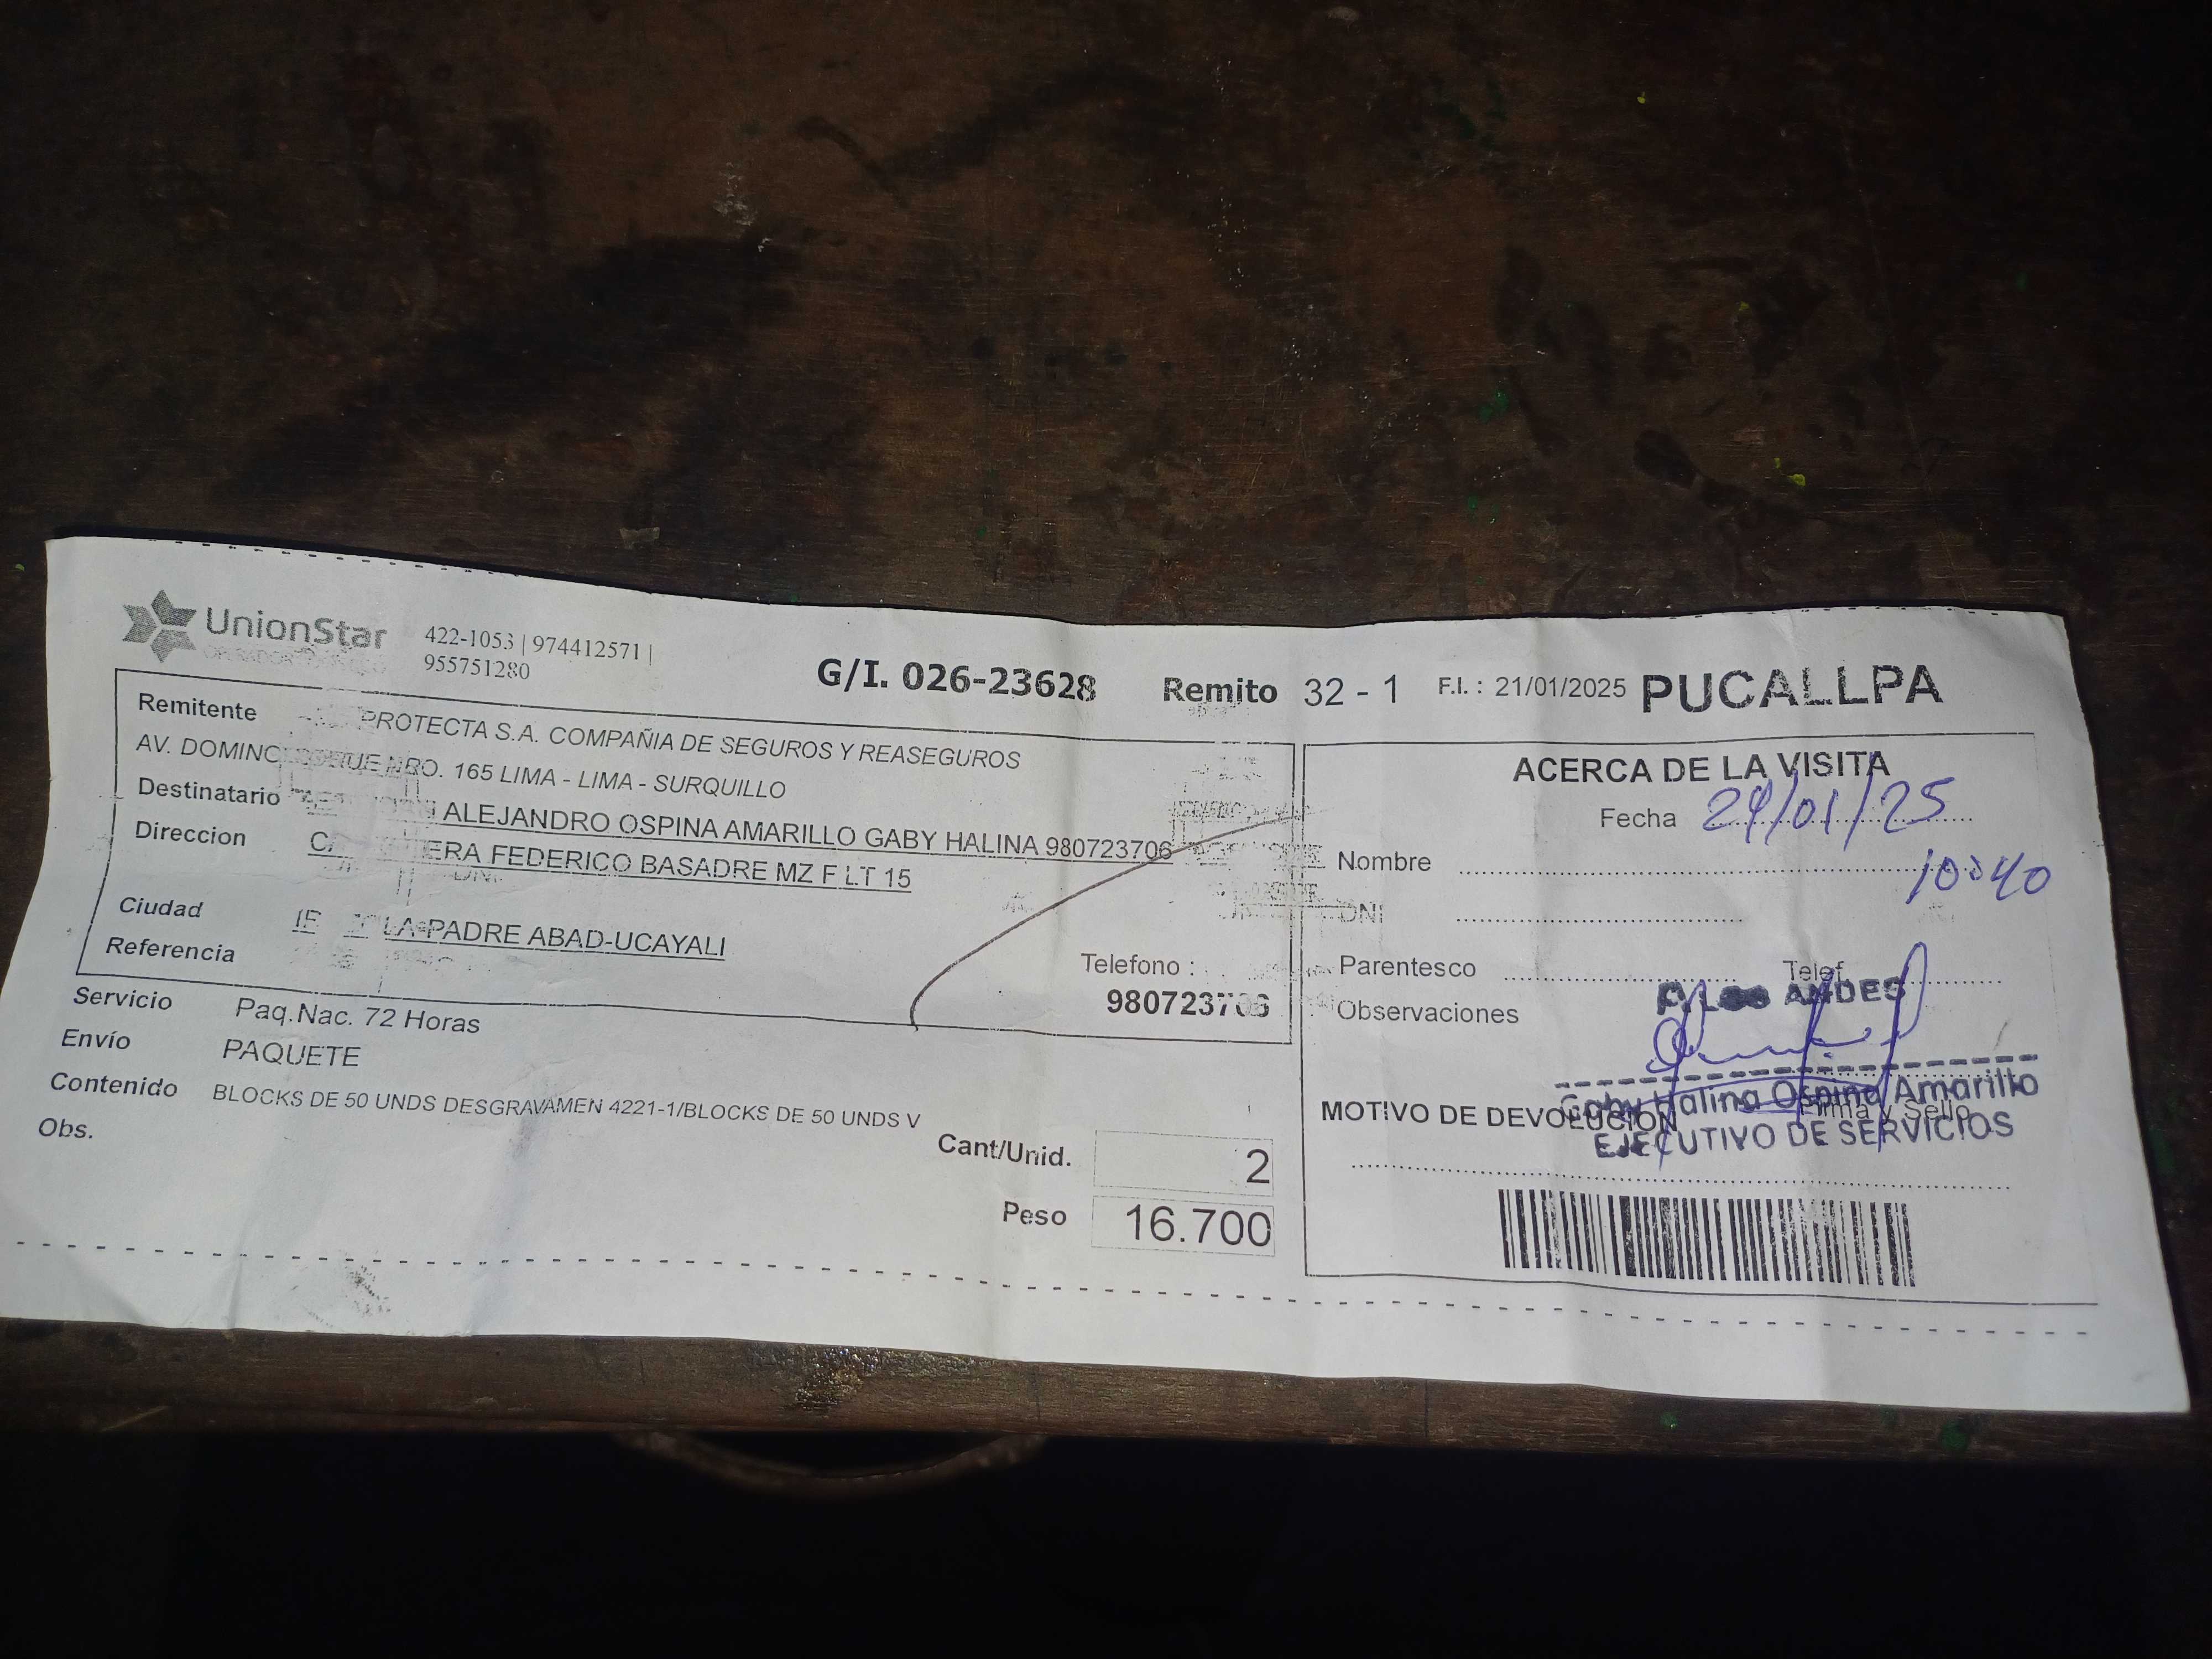 UnionStar
422-1053 | 974412571 |
955751280
G/I. 026-23628 Remito 32 - 1 F.I. : 21/01/2025 PUCALLPA
Remitente PROTECTA S.A. COMPAÑIA DE SEGUROS Y REASEGUROS
AV. NRO. 165 LIMA - LIMA - SURQUILLO
Destinatario ALEJANDRO OSPINA AMARILLO GABY HALINA 980723706
Direccion FEDERICO BASADRE MZ F LT 15
Ciudad LA-PADRE ABAD-UCAYALI
Referencia
Telefono :
980723706
Servicio Paq.Nac. 72 Horas
Envío PAQUETE
Contenido BLOCKS DE 50 UNDS DESGRAVAMEN 4221-1/BLOCKS DE 50 UNDS V
Obs.
Cant/Unid. 2
Peso 16.700
ACERCA DE LA VISITA
Fecha 24/01/25
Nombre
10:40
DNI
Parentesco Telef.
ANDES
Observaciones
Gaby Halina Ospina Amarillo
Firma y Sello
MOTIVO DE DEVOLUCION
EJECUTIVO DE SERVICIOS